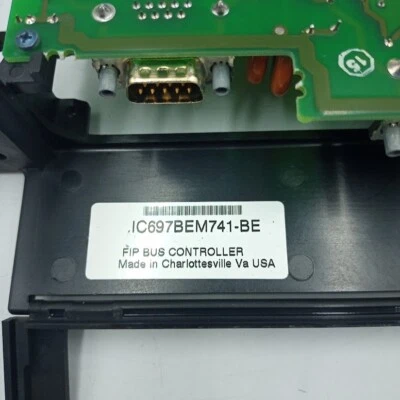 IC697BEM741-BE
FIP BUS CONTROLLER
Made in Charlottesville Va USA